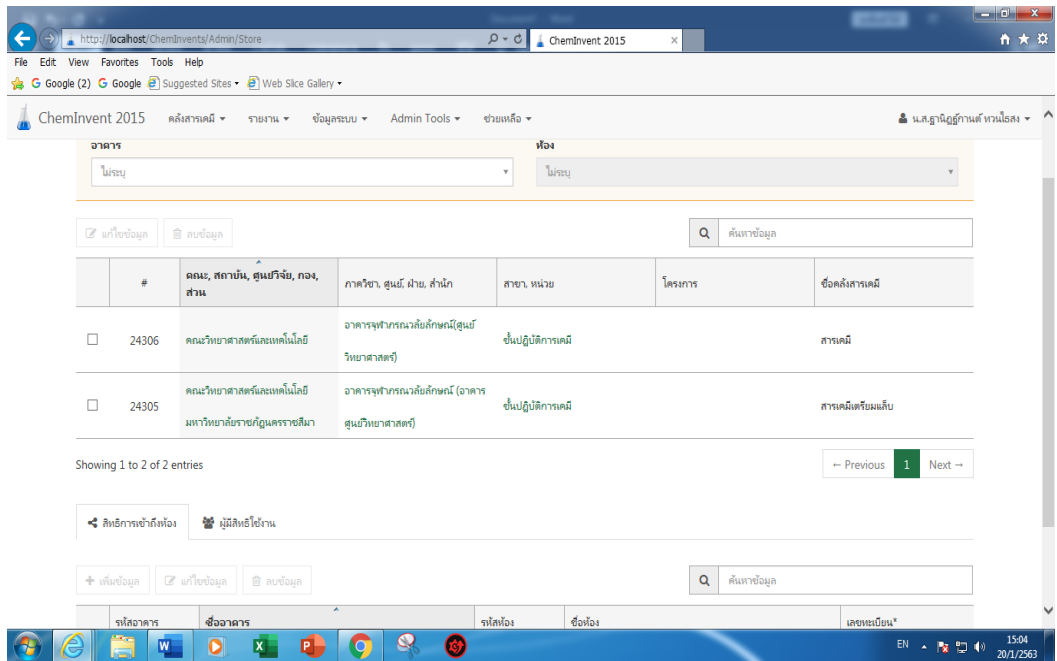 http://localhost/ChemInvents/Admin/Store
ChemInvent 2015
File Edit View Favorites Tools Help
Google (2) Google Suggested Sites Web Slice Gallery
ChemInvent 2015 คลังสารเคมี รายงาน ข้อมูลระบบ Admin Tools ช่วยเหลือ น.ส.ฐานิฏฐ์กานต์ หวนไธสง
อาคาร ห้อง
ไม่ระบุ ไม่ระบุ
แก้ไขข้อมูล ลบข้อมูล ค้นหาข้อมูล
# คณะ, สถาบัน, ศูนย์วิจัย, กอง, ภาควิชา, ศูนย์, ฝ่าย, สำนัก สาขา, หน่วย โครงการ ชื่อคลังสารเคมี
ส่วน
24306 คณะวิทยาศาสตร์และเทคโนโลยี อาคารจุฬาภรณวลัยลักษณ์(ศูนย์ ชั้นปฏิบัติการเคมี สารเคมี
วิทยาศาสตร์)
24305 คณะวิทยาศาสตร์และเทคโนโลยี อาคารจุฬาภรณวลัยลักษณ์ (อาคาร ชั้นปฏิบัติการเคมี สารเคมีเตรียมแล็บ
มหาวิทยาลัยราชภัฏนครราชสีมา ศูนย์วิทยาศาสตร์)
Showing 1 to 2 of 2 entries ← Previous 1 Next →
สิทธิการเข้าถึงห้อง ผู้มีสิทธิใช้งาน
เพิ่มข้อมูล แก้ไขข้อมูล ลบข้อมูล ค้นหาข้อมูล
รหัสอาคาร ชื่ออาคาร รหัสห้อง ชื่อห้อง เลขทะเบียน*
EN 15:04
20/1/2563